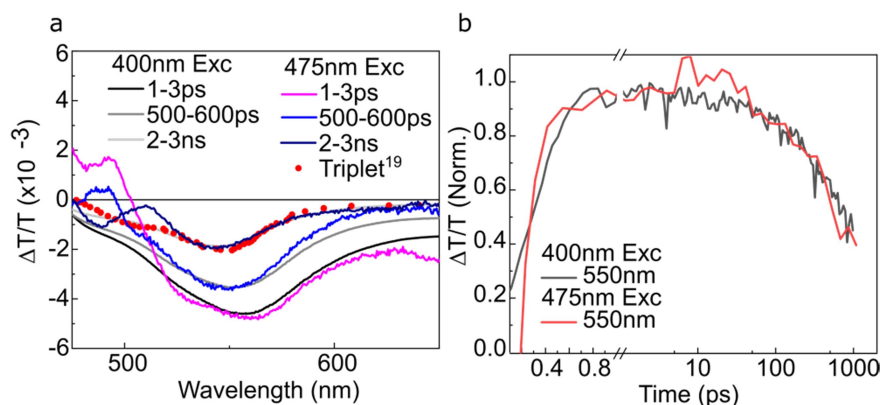 a
6
4
2
0
-2
-4
-6
ΔT/T (x10 -3)
400nm Exc
1-3ps
500-600ps
2-3ns
475nm Exc
1-3ps
500-600ps
2-3ns
Triplet¹⁹
500
600
Wavelength (nm)
b
1.0
0.8
0.6
0.4
0.2
0.0
ΔT/T (Norm.)
400nm Exc
550nm
475nm Exc
550nm
0.4
0.8
10
100
1000
Time (ps)